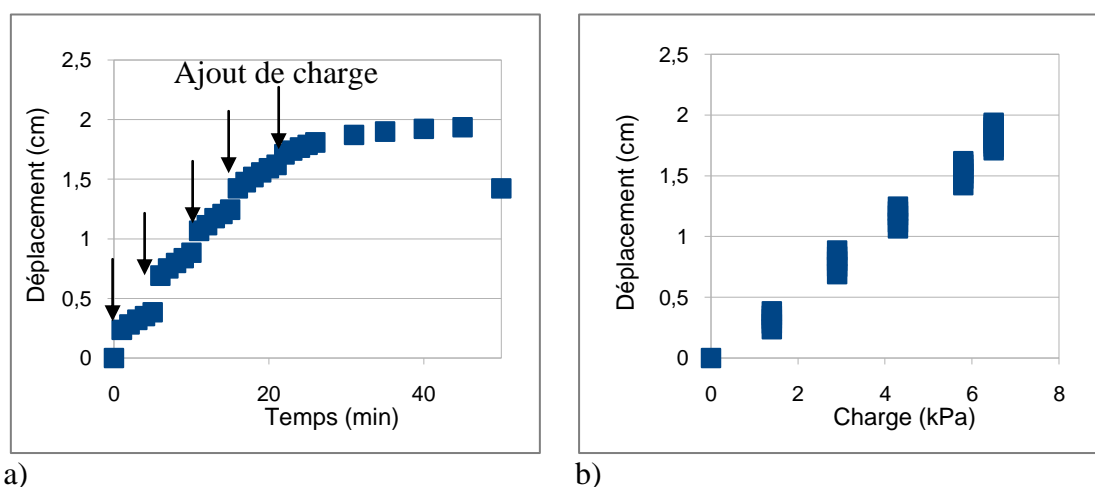 2,5
2
1,5
1
0,5
0
0
20
40
Déplacement (cm)
Temps (min)
Ajout de charge
a)
2,5
2
1,5
1
0,5
0
0
2
4
6
8
Déplacement (cm)
Charge (kPa)
b)